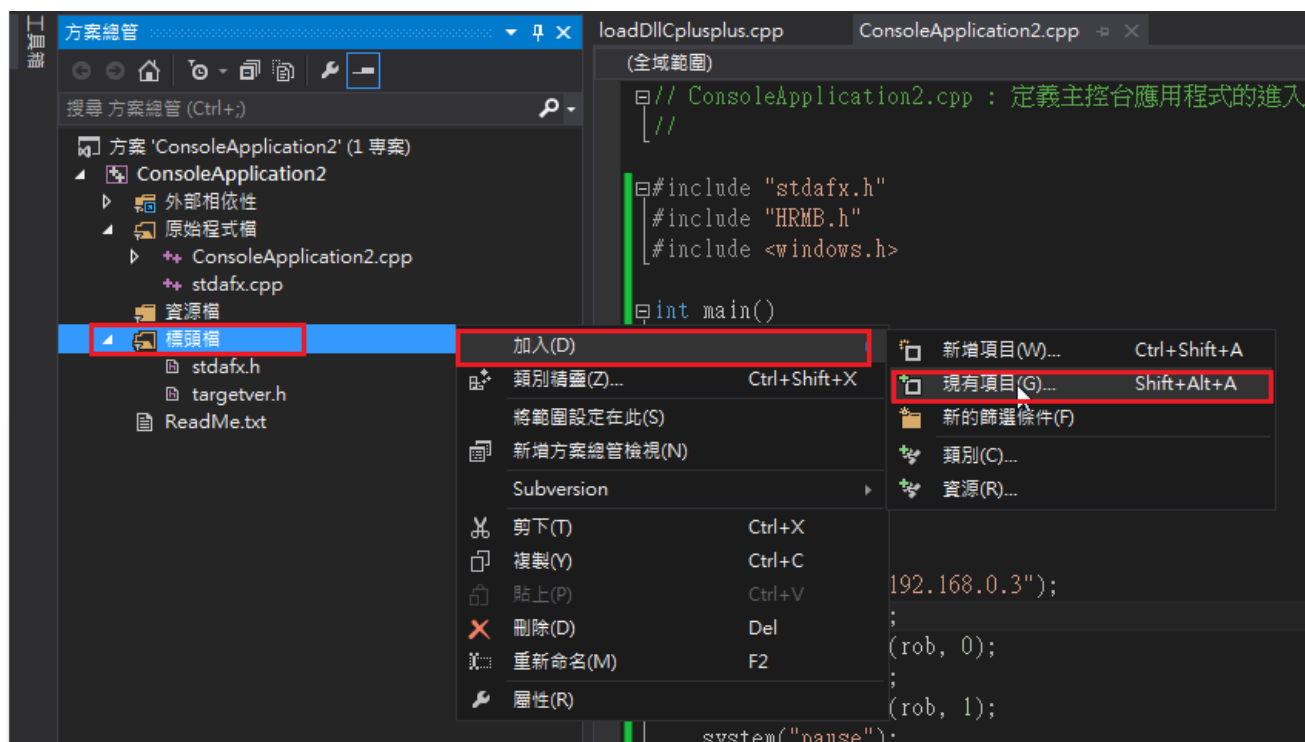 工具箱
方案總管
搜尋 方案總管 (Ctrl+;)
方案 'ConsoleApplication2' (1 專案)
ConsoleApplication2
外部相依性
原始程式檔
ConsoleApplication2.cpp
stdafx.cpp
資源檔
標頭檔
stdafx.h
targetver.h
ReadMe.txt
loadDllCplusplus.cpp ConsoleApplication2.cpp
(全域範圍)
// ConsoleApplication2.cpp : 定義主控台應用程式的進入
//
#include "stdafx.h"
#include "HRMB.h"
#include <windows.h>
int main()
加入(D)
類別精靈(Z)... Ctrl+Shift+X
將範圍設定在此(S)
新增方案總管檢視(N)
Subversion
剪下(T) Ctrl+X
複製(Y) Ctrl+C
貼上(P) Ctrl+V
刪除(D) Del
重新命名(M) F2
屬性(R)
新增項目(W)... Ctrl+Shift+A
現有項目(G)... Shift+Alt+A
新的篩選條件(F)
類別(C)...
資源(R)...
192.168.0.3");
;
(rob, 0);
;
(rob, 1);
system("pause");